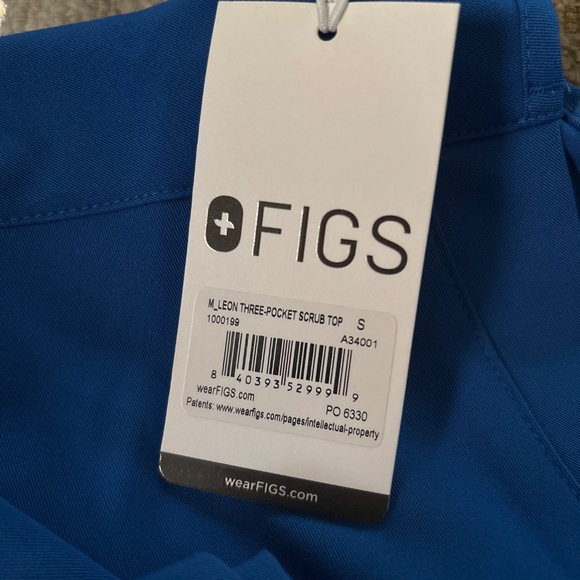 FIGS
M_LEON THREE-POCKET SCRUB TOP S
1000199
A34001
8 40393 52999 9
wearFIGS.com
PO 6330
Patents: www.wearfigs.com/pages/intellectual-property
wearFIGS.com